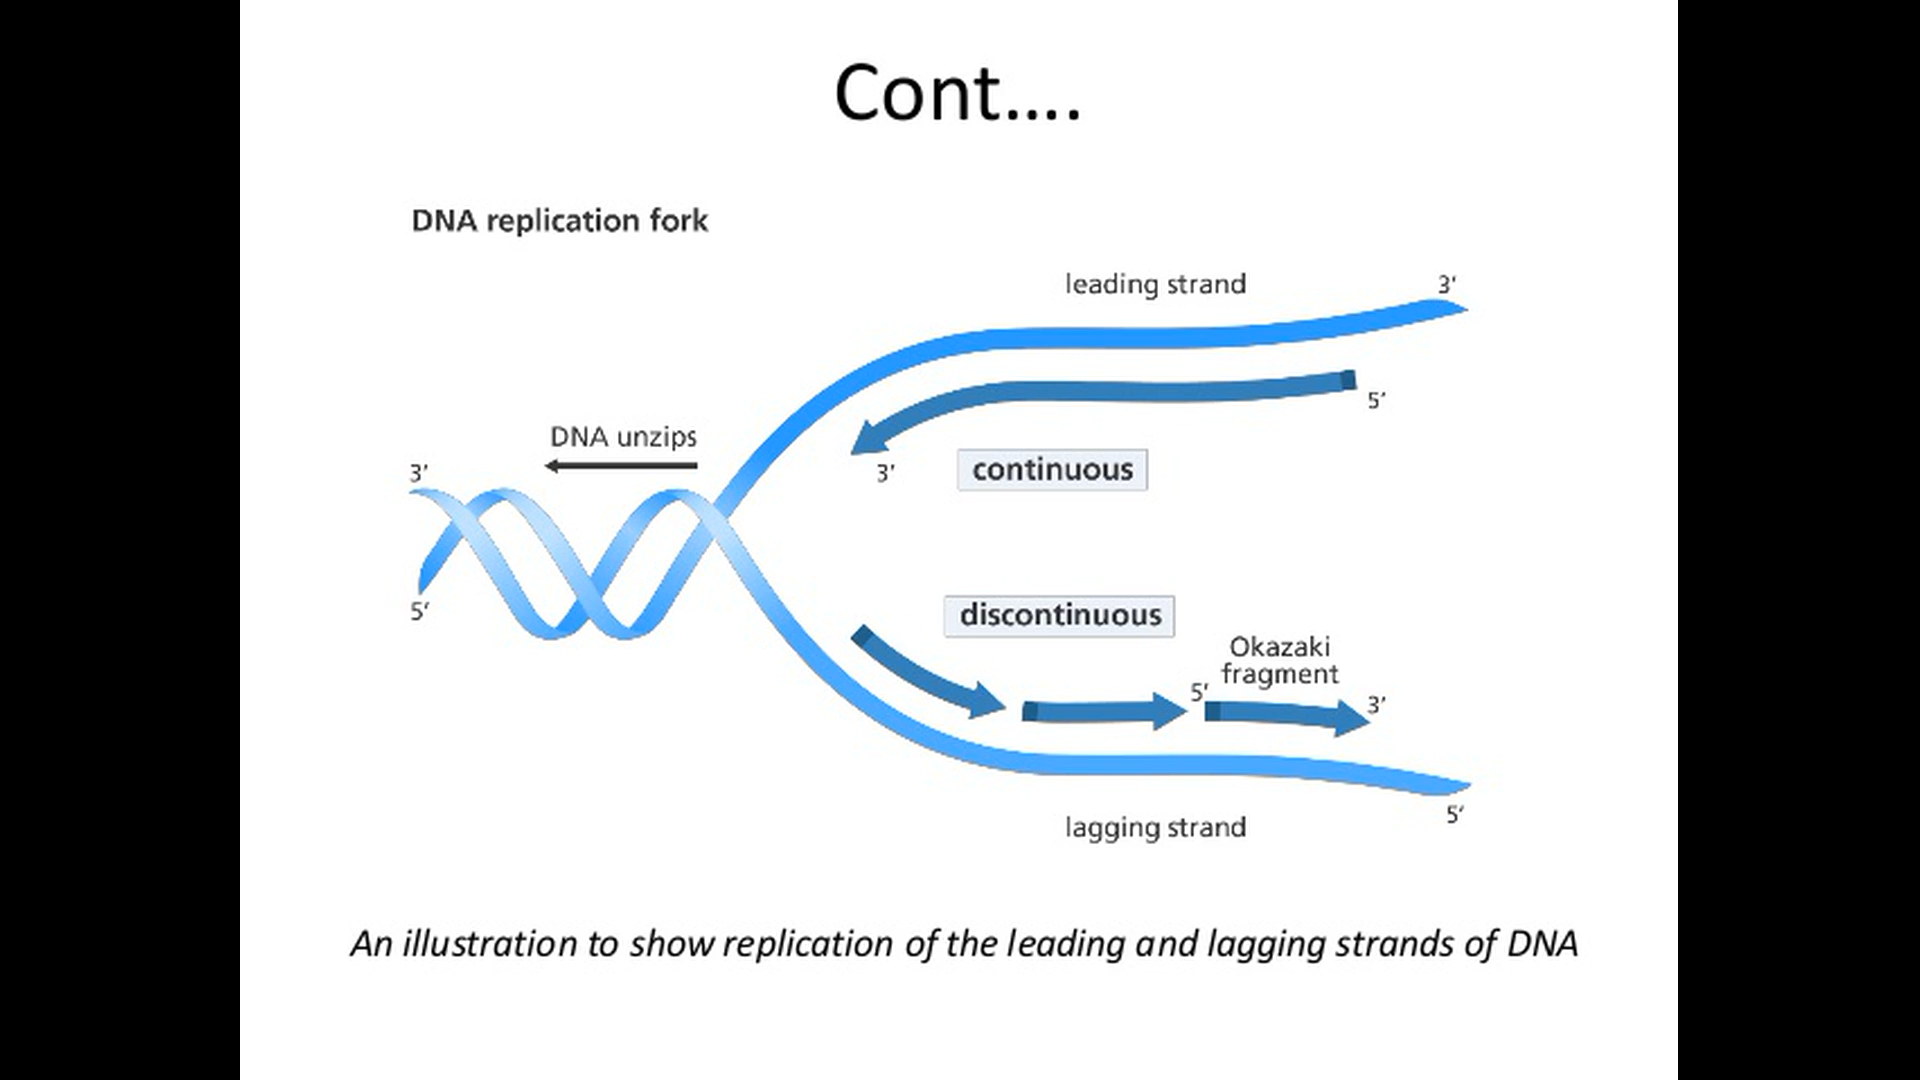 Cont....
DNA replication fork
leading strand
3′
5′
DNA unzips
3′
3′
continuous
5′
discontinuous
Okazaki
fragment
5′
3′
5′
lagging strand
An illustration to show replication of the leading and lagging strands of DNA